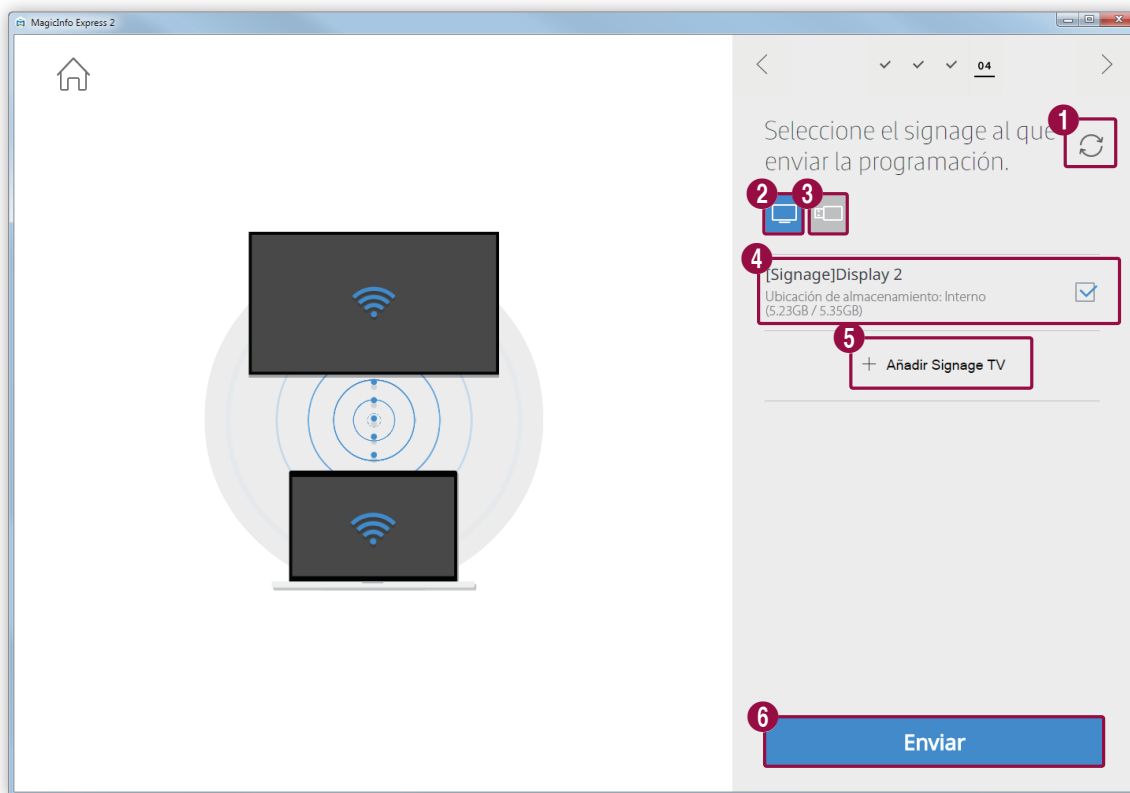 MagicInfo Express 2
04
1
Seleccione el signage al que
enviar la programación.
2
3
4
[Signage]Display 2
Ubicación de almacenamiento: Interno
(5.23GB / 5.35GB)
5
+ Añadir Signage TV
6
Enviar